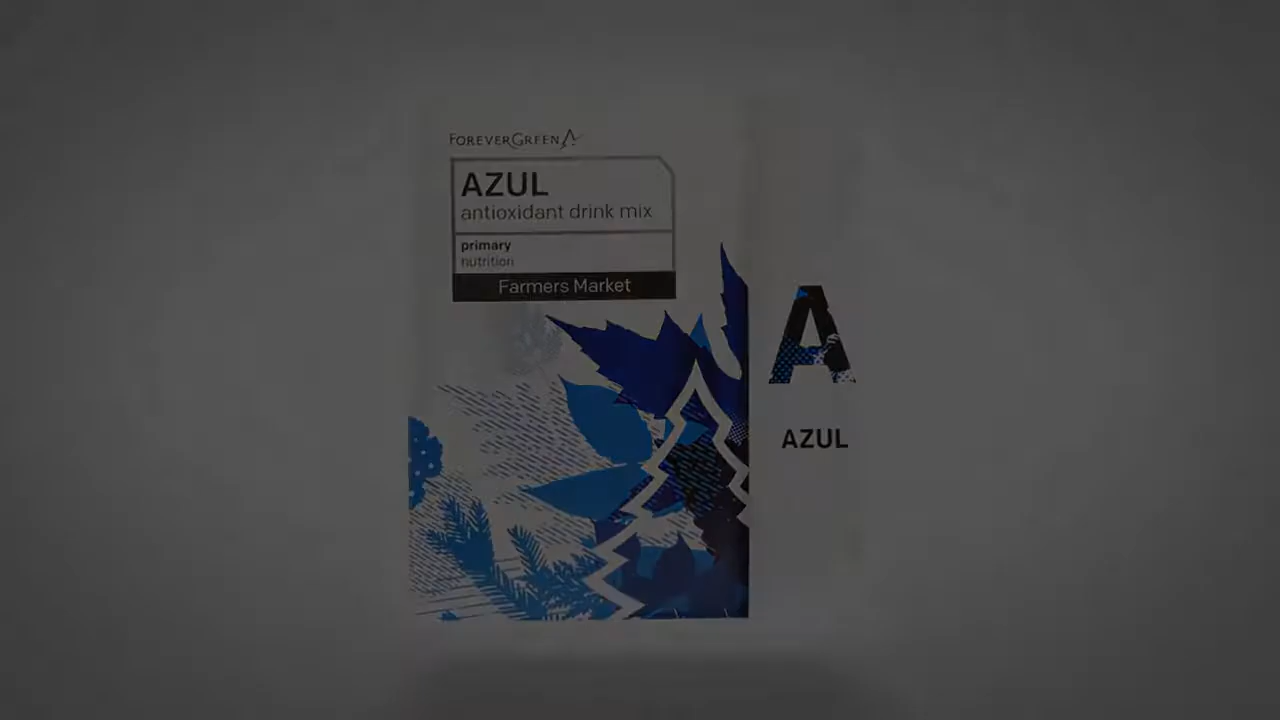 FOREVERGREEN
AZUL
antioxidant drink mix
primary
nutrition
Farmers Market
A
AZUL